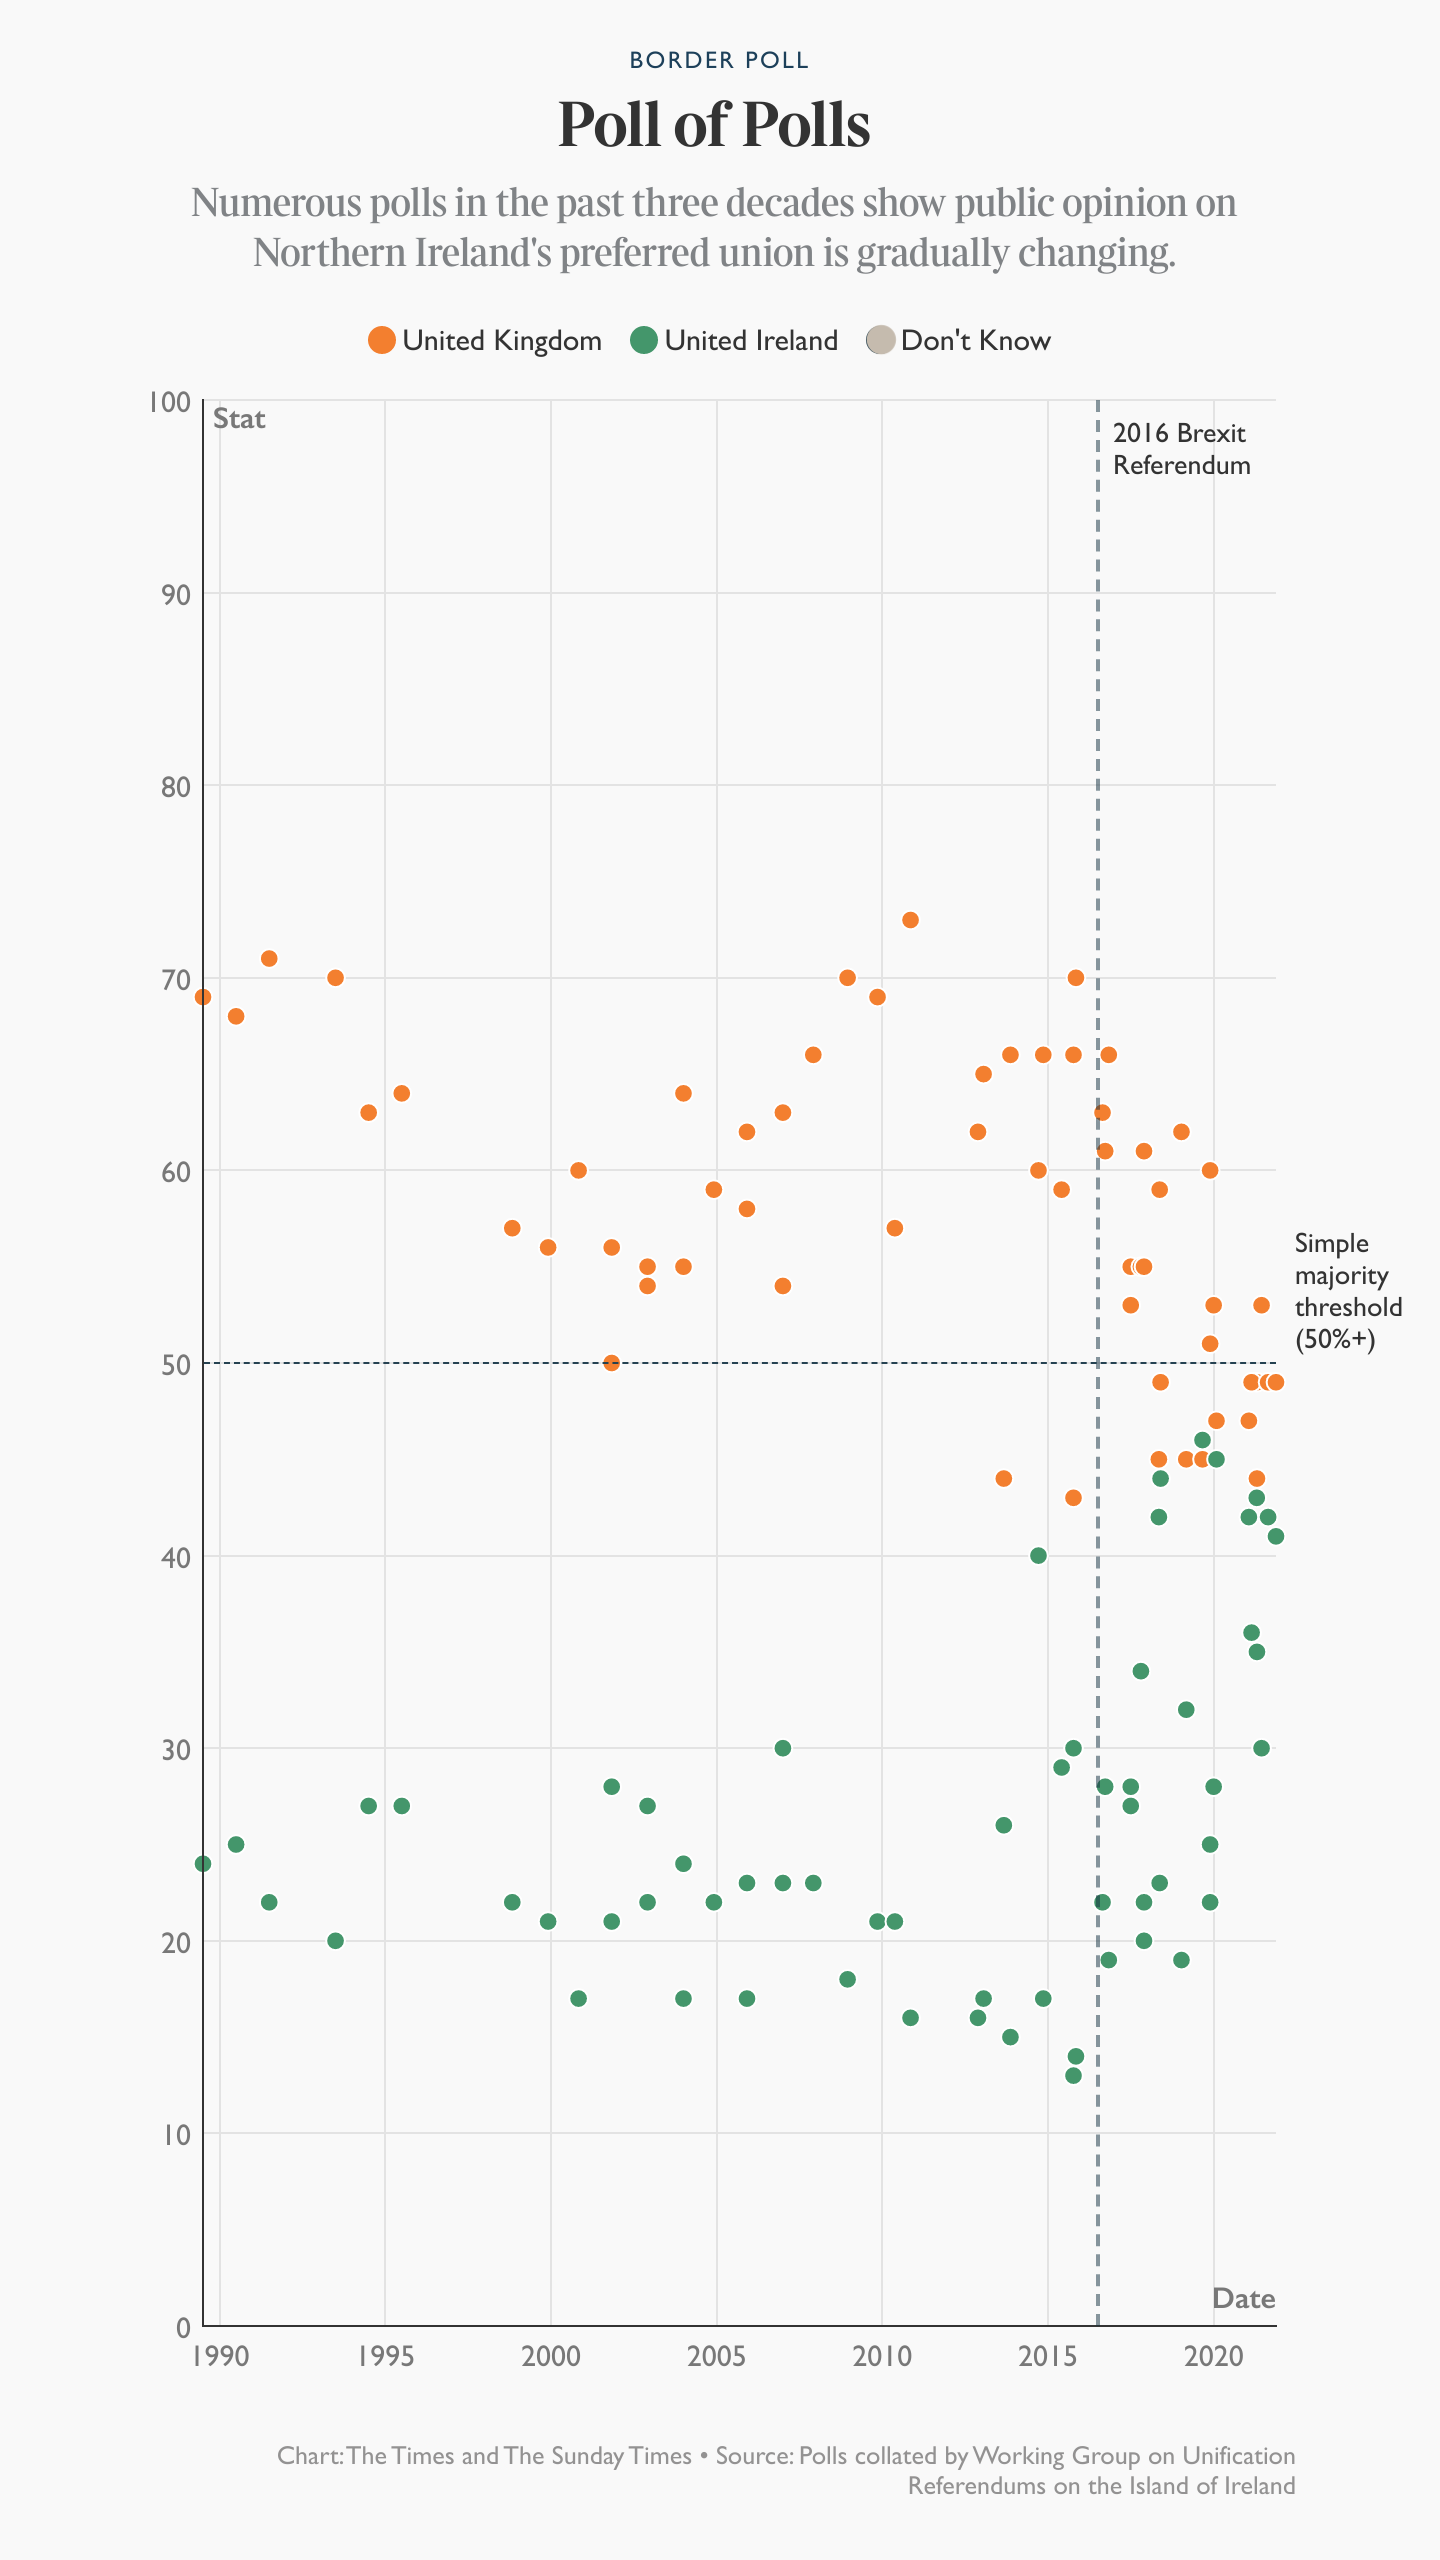 BORDER POLL
Poll of Polls
Numerous polls in the past three decades show public opinion on
Northern Ireland's preferred union is gradually changing.
United Kingdom United Ireland Don't Know
100
Stat
2016 Brexit
Referendum
90
80
70
60
Simple
majority
threshold
(50%+)
50
40
30
20
10
Date
0
1990 1995 2000 2005 2010 2015 2020
Chart: The Times and The Sunday Times • Source: Polls collated by Working Group on Unification
Referendums on the Island of Ireland